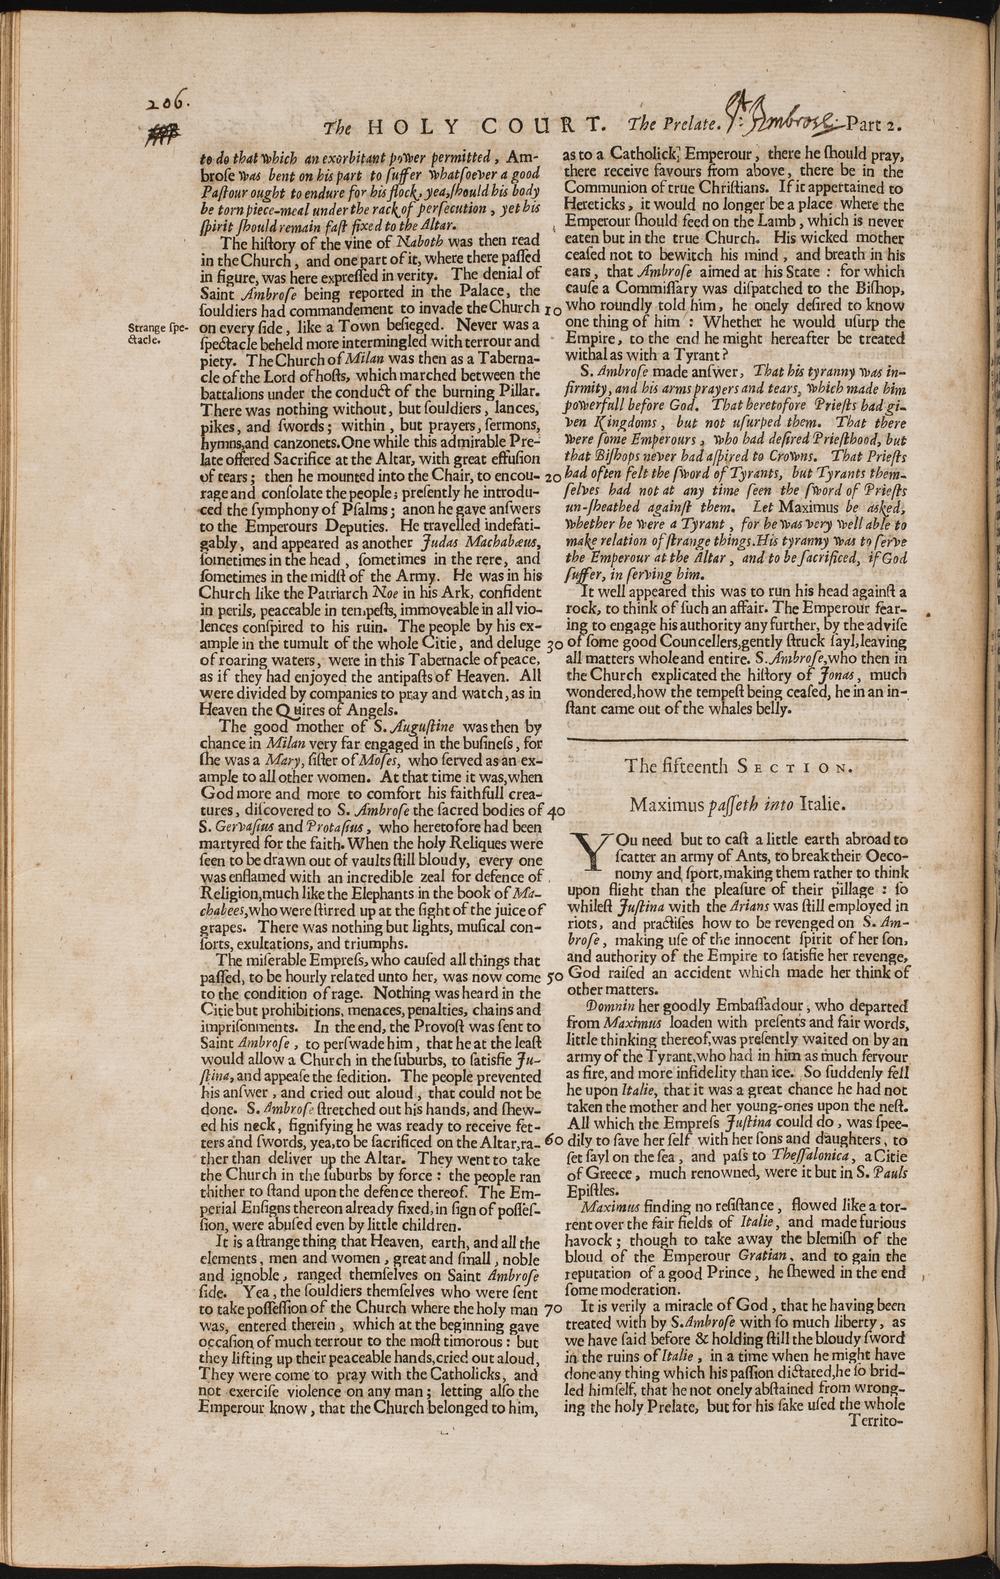 206.
The HOLY COURT. The Prelate. St. Ambrose. Part 2.
to do that which an exorbitant power permitted, Am-
broſe was bent on his part to ſuffer whatſoever a good
Paſtour ought to endure for his flock, yea, ſhould his body
be torn piece-meal under the rack of perſecution, yet his
ſpirit ſhould remain faſt fixed to the Altar.
The hiſtory of the vine of Naboth was then read
in the Church, and one part of it, where there paſſed
in figure, was here expreſſed in verity. The denial of
Saint Ambroſe being reported in the Palace, the
ſouldiers had commandement to invade the Church
Strange ſpe-
ctacle.
on every ſide, like a Town beſieged. Never was a
ſpectacle beheld more intermingled with terrour and
piety. The Church of Milan was then as a Taberna-
cle of the Lord of hoſts, which marched between the
battalions under the conduct of the burning Pillar.
There was nothing without, but ſouldiers, lances,
pikes, and ſwords; within, but prayers, ſermons,
hymns, and canzonets. One while this admirable Pre-
late offered Sacrifice at the Altar, with great effuſion
of tears; then he mounted into the Chair, to encou-
rage and conſolate the people; preſently he introdu-
ced the ſymphony of Pſalms; anon he gave anſwers
to the Emperours Deputies. He travelled indefati-
gably, and appeared as another Judas Machabæus,
ſometimes in the head, ſometimes in the rere, and
ſometimes in the midſt of the Army. He was in his
Church like the Patriarch Noe in his Ark, confident
in perils, peaceable in tempeſts, immoveable in all vio-
lences conſpired to his ruin. The people by his ex-
ample in the tumult of the whole Citie, and deluge
of roaring waters, were in this Tabernacle of peace,
as if they had enjoyed the antipaſts of Heaven. All
were divided by companies to pray and watch, as in
Heaven the Quires of Angels.
The good mother of S. Auguſtine was then by
chance in Milan very far engaged in the buſineſs, for
ſhe was a Mary, ſiſter of Moſes, who ſerved as an ex-
ample to all other women. At that time it was, when
God more and more to comfort his faithfull crea-
tures, diſcovered to S. Ambroſe the ſacred bodies of
S. Gervaſius and Protaſius, who heretofore had been
martyred for the faith. When the holy Reliques were
ſeen to be drawn out of vaults ſtill bloudy, every one
was enflamed with an incredible zeal for defence of
Religion, much like the Elephants in the book of Ma-
chabees, who were ſtirred up at the ſight of the juice of
grapes. There was nothing but lights, muſical con-
ſorts, exultations, and triumphs.
The miſerable Empreſs, who cauſed all things that
paſſed, to be hourly related unto her, was now come
to the condition of rage. Nothing was heard in the
Citie but prohibitions, menaces, penalties, chains and
impriſonments. In the end, the Provoſt was ſent to
Saint Ambroſe, to perſwade him, that he at the leaſt
would allow a Church in the ſuburbs, to ſatisfie Ju-
ſtina, and appeaſe the ſedition. The people prevented
his anſwer, and cried out aloud, that could not be
done. S. Ambroſe ſtretched out his hands, and ſhew-
ed his neck, ſignifying he was ready to receive fet-
ters and ſwords, yea, to be ſacrificed on the Altar, ra-
ther than deliver up the Altar. They went to take
the Church in the ſuburbs by force: the people ran
thither to ſtand upon the defence thereof. The Em-
perial Enſigns thereon already fixed, in ſign of poſſeſ-
ſion, were abuſed even by little children.
It is a ſtrange thing that Heaven, earth, and all the
elements, men and women, great and ſmall, noble
and ignoble, ranged themſelves on Saint Ambroſe
ſide. Yea, the ſouldiers themſelves who were ſent
to take poſſeſſion of the Church where the holy man
was, entered therein, which at the beginning gave
occaſion of much terrour to the moſt timorous: but
they lifting up their peaceable hands, cried out aloud,
They were come to pray with the Catholicks, and
not exerciſe violence on any man; letting alſo the
Emperour know, that the Church belonged to him,
10
20
30
40
50
60
70
as to a Catholick Emperour, there he ſhould pray,
there receive favours from above, there be in the
Communion of true Chriſtians. If it appertained to
Hereticks, it would no longer be a place where the
Emperour ſhould feed on the Lamb, which is never
eaten but in the true Church. His wicked mother
ceaſed not to bewitch his mind, and breath in his
ears, that Ambroſe aimed at his State: for which
cauſe a Commiſſary was diſpatched to the Biſhop,
who roundly told him, he onely deſired to know
one thing of him: Whether he would uſurp the
Empire, to the end he might hereafter be treated
withal as with a Tyrant?
S. Ambroſe made anſwer, That his tyranny was in-
firmity, and his arms prayers and tears, which made him
powerfull before God. That heretofore Prieſts had gi-
ven Kingdoms, but not uſurped them. That there
were ſome Emperours, who had deſired Prieſthood, but
that Biſhops never had aſpired to Crowns. That Prieſts
had often felt the ſword of Tyrants, but Tyrants them-
ſelves had not at any time ſeen the ſword of Prieſts
un-ſheathed againſt them. Let Maximus be asked,
whether he were a Tyrant, for he was very well able to
make relation of ſtrange things. His tyranny was to ſerve
the Emperour at the Altar, and to be ſacrificed, if God
ſuffer, in ſerving him.
It well appeared this was to run his head againſt a
rock, to think of ſuch an affair. The Emperour fear-
ing to engage his authority any further, by the adviſe
of ſome good Councellers, gently ſtruck ſayl, leaving
all matters whole and entire. S. Ambroſe, who then in
the Church explicated the hiſtory of Jonas, much
wondered, how the tempeſt being ceaſed, he in an in-
ſtant came out of the whales belly.
The fifteenth SECTION.
Maximus paſſeth into Italie.
YOu need but to caſt a little earth abroad to
ſcatter an army of Ants, to break their Oeco-
nomy and ſport, making them rather to think
upon flight than the pleaſure of their pillage: ſo
whileſt Juſtina with the Arians was ſtill employed in
riots, and practiſes how to be revenged on S. Am-
broſe, making uſe of the innocent ſpirit of her ſon,
and authority of the Empire to ſatisfie her revenge,
God raiſed an accident which made her think of
other matters.
Domnin her goodly Embaſſadour, who departed
from Maximus loaden with preſents and fair words,
little thinking thereof, was preſently waited on by an
army of the Tyrant, who had in him as much fervour
as fire, and more infidelity than ice. So ſuddenly fell
he upon Italie, that it was a great chance he had not
taken the mother and her young-ones upon the neſt.
All which the Empreſs Juſtina could do, was ſpee-
dily to ſave her ſelf with her ſons and daughters, to
ſet ſayl on the ſea, and paſs to Theſſalonica, a Citie
of Greece, much renowned, were it but in S. Pauls
Epiſtles.
Maximus finding no reſiſtance, flowed like a tor-
rent over the fair fields of Italie, and made furious
havock; though to take away the blemiſh of the
bloud of the Emperour Gratian, and to gain the
reputation of a good Prince, he ſhewed in the end
ſome moderation.
It is verily a miracle of God, that he having been
treated with by S. Ambroſe with ſo much liberty, as
we have ſaid before & holding ſtill the bloudy ſword
in the ruins of Italie, in a time when he might have
done any thing which his paſſion dictated, he ſo brid-
led himſelf, that he not onely abſtained from wrong-
ing the holy Prelate, but for his ſake uſed the whole
Territo-